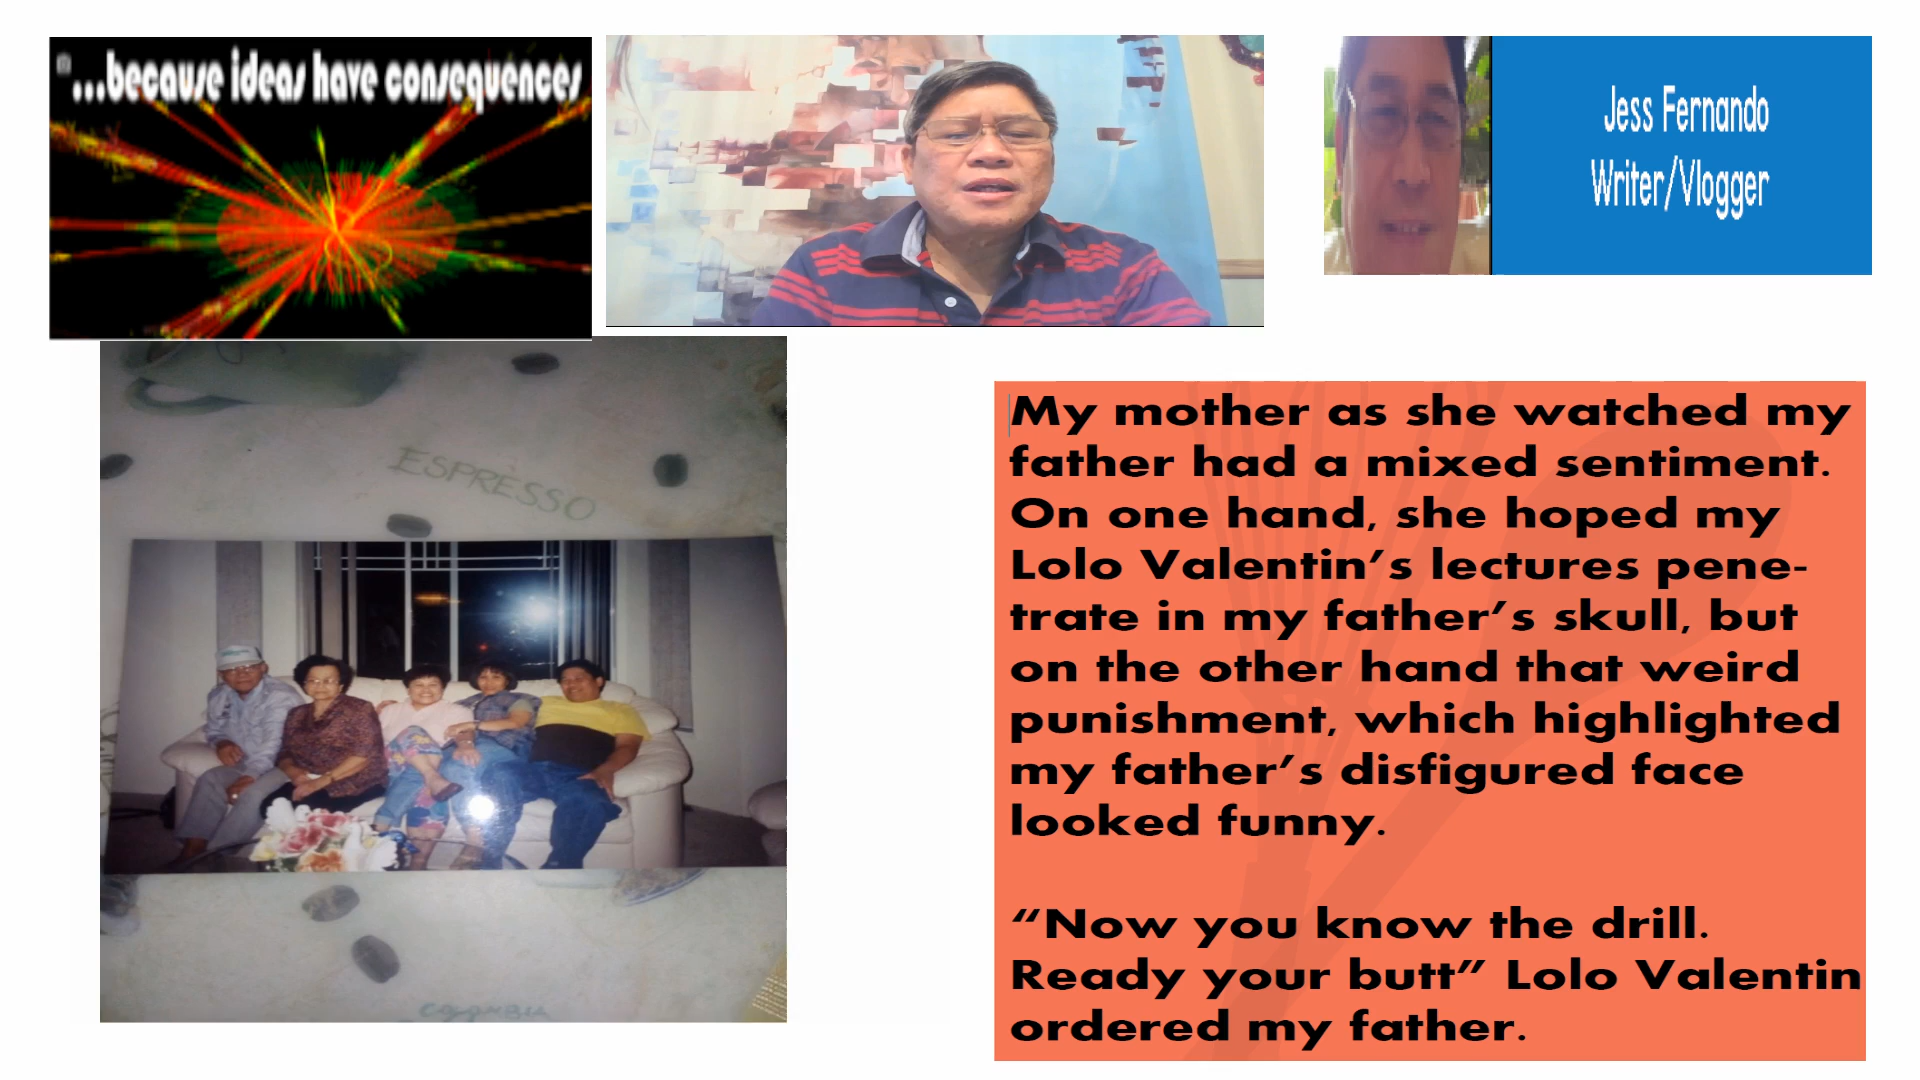 "...because ideas have consequences
Jess Fernando
Writer/Vlogger
ESPRESSO
COLOMBIA
My mother as she watched my
father had a mixed sentiment.
On one hand, she hoped my
Lolo Valentin’s lectures pene-
trate in my father’s skull, but
on the other hand that weird
punishment, which highlighted
my father’s disfigured face
looked funny.
“Now you know the drill.
Ready your butt” Lolo Valentin
ordered my father.